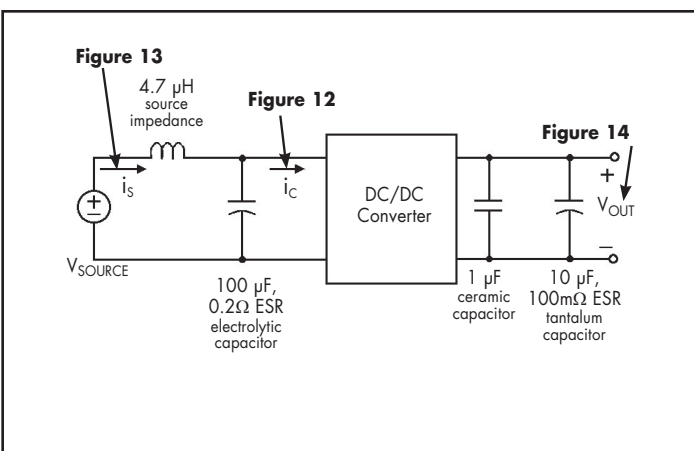 Figure 13
4.7 µH
source
impedance
Figure 12
Figure 14
i_S
i_C
DC/DC
Converter
+
V_OUT
–
+
–
V_SOURCE
100 µF,
0.2Ω ESR
electrolytic
capacitor
1 µF
ceramic
capacitor
10 µF,
100mΩ ESR
tantalum
capacitor